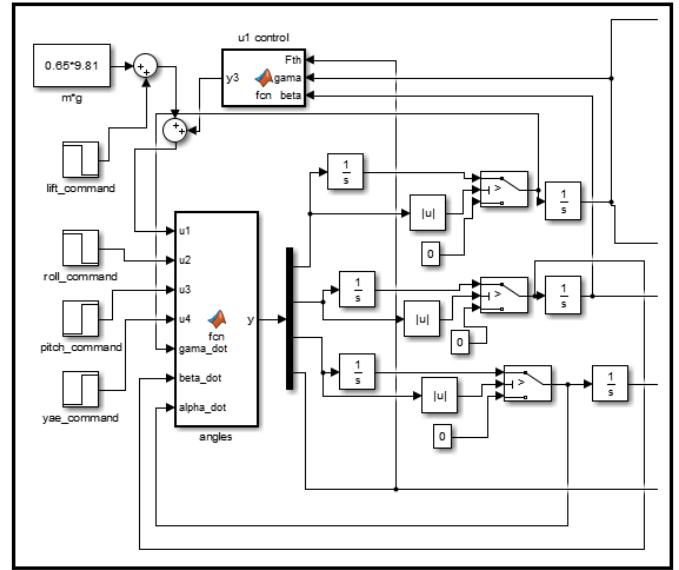 u1 control
0.65*9.81
m*g
y3
fcn
Fth
gama
beta
lift_command
roll_command
pitch_command
yae_command
u1
u2
u3
u4
gama_dot
beta_dot
alpha_dot
fcn
y
angles
1
s
|u|
>
0
1
s
1
s
|u|
>
0
1
s
1
s
|u|
>
0
1
s